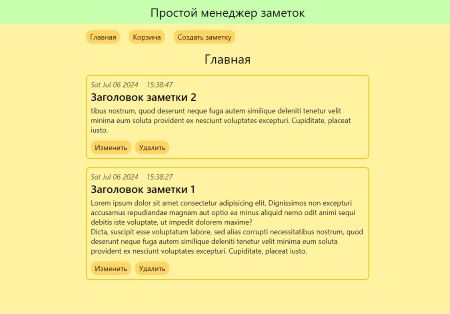 Простой менеджер заметок
Главная Корзина Создать заметку
Главная
Sat Jul 06 2024 15:38:47
Заголовок заметки 2
tibus nostrum, quod deserunt neque fuga autem similique deleniti tenetur velit
minima eum soluta provident ex nesciunt voluptates excepturi. Cupiditate, placeat
iusto.
Изменить Удалить
Sat Jul 06 2024 15:38:27
Заголовок заметки 1
Lorem ipsum dolor sit amet consectetur adipisicing elit. Dignissimos non excepturi
accusamus repudiandae magnam aut optio ea minus aliquid nemo odit animi sequi
debitis iste voluptate, ut impedit dolorem maxime?
Dicta, suscipit esse voluptatum labore, sed alias corrupti necessitatibus nostrum, quod
deserunt neque fuga autem similique deleniti tenetur velit minima eum soluta
provident ex nesciunt voluptates excepturi. Cupiditate, placeat iusto.
Изменить Удалить